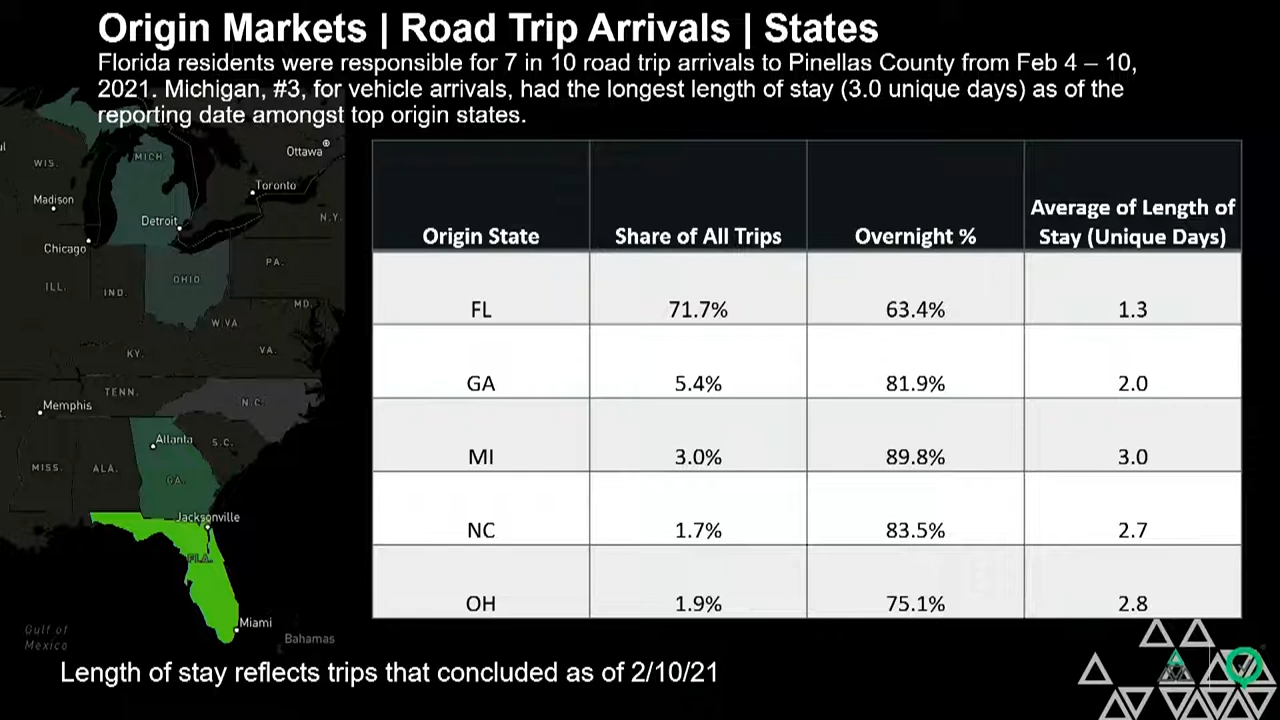 Origin Markets | Road Trip Arrivals | States
Florida residents were responsible for 7 in 10 road trip arrivals to Pinellas County from Feb 4 – 10,
2021. Michigan, #3, for vehicle arrivals, had the longest length of stay (3.0 unique days) as of the
reporting date amongst top origin states.
Origin State Share of All Trips Overnight % Average of Length of
Stay (Unique Days)
FL 71.7% 63.4% 1.3
GA 5.4% 81.9% 2.0
MI 3.0% 89.8% 3.0
NC 1.7% 83.5% 2.7
OH 1.9% 75.1% 2.8
MICH.
Ottawa
WIS.
Toronto
Madison
Detroit
N.Y.
Chicago
PA.
OHIO
ILL.
IND.
MD.
W.VA
KY.
VA.
TENN.
N.C.
Memphis
Atlanta
S.C.
MISS.
ALA.
GA.
Jacksonville
FLA.
Miami
Gulf of
Mexico
Bahamas
Length of stay reflects trips that concluded as of 2/10/21